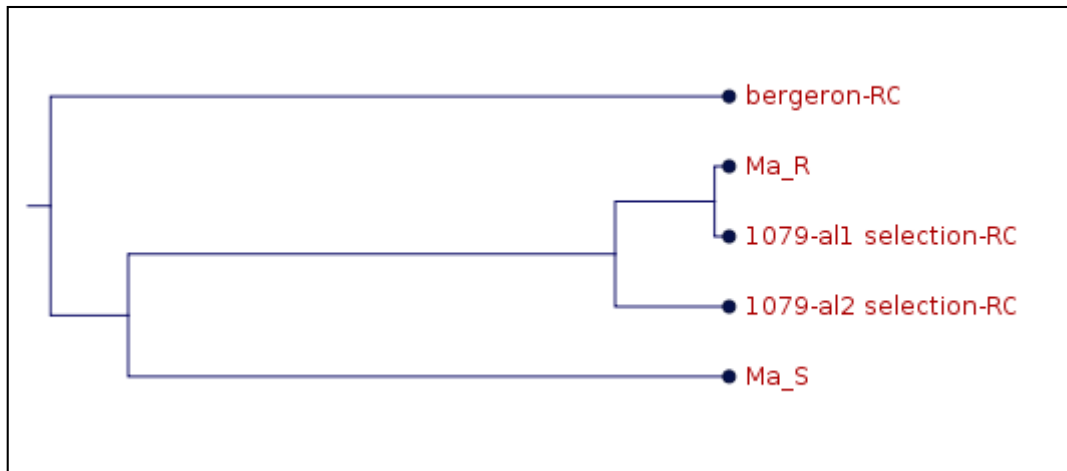 bergeron-RC
Ma_R
1079-al1 selection-RC
1079-al2 selection-RC
Ma_S